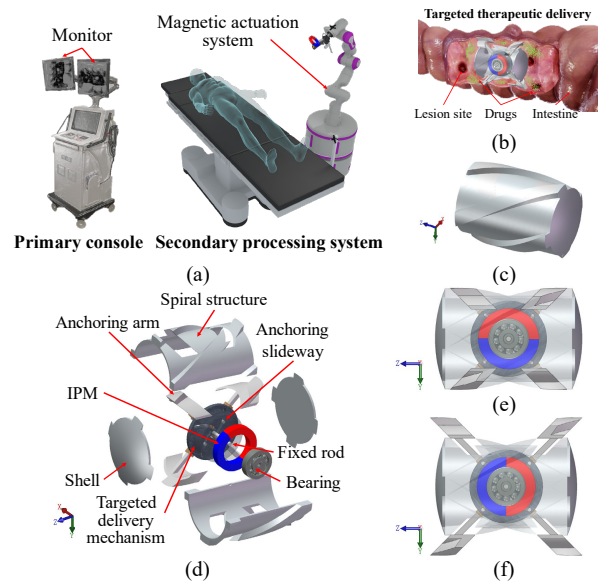 Monitor
Magnetic actuation
system
Primary console
Secondary processing system
(a)
Targeted therapeutic delivery
Lesion site
Drugs
Intestine
(b)
(c)
Spiral structure
Anchoring arm
Anchoring
slideway
IPM
Fixed rod
Shell
Bearing
Targeted delivery
mechanism
(d)
(e)
(f)